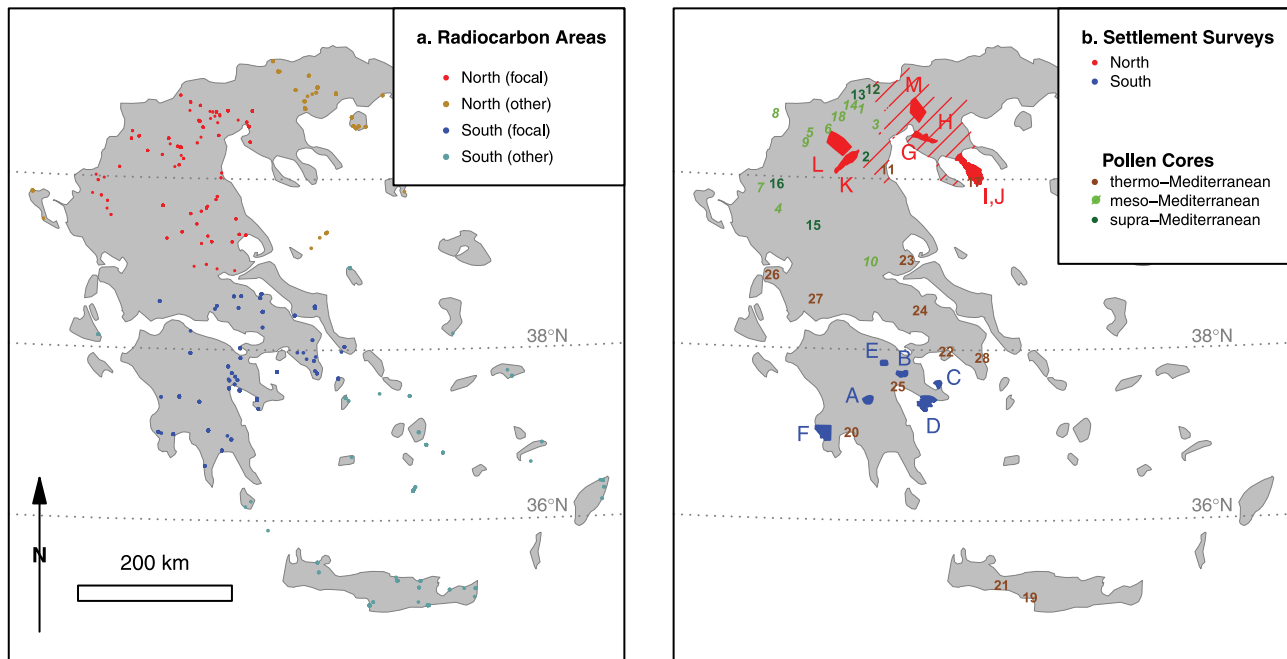 a. Radiocarbon Areas
North (focal)
North (other)
South (focal)
South (other)
38°N
36°N
N
200 km
b. Settlement Surveys
North
South
Pollen Cores
thermo−Mediterranean
meso−Mediterranean
supra−Mediterranean
12
13
M
14
1
8
18
3
H
5
6
9
G
2
L
11
K
17
16
7
I,J
4
15
10
23
26
27
24
22
28
E
B
25
C
A
D
F
20
21
19